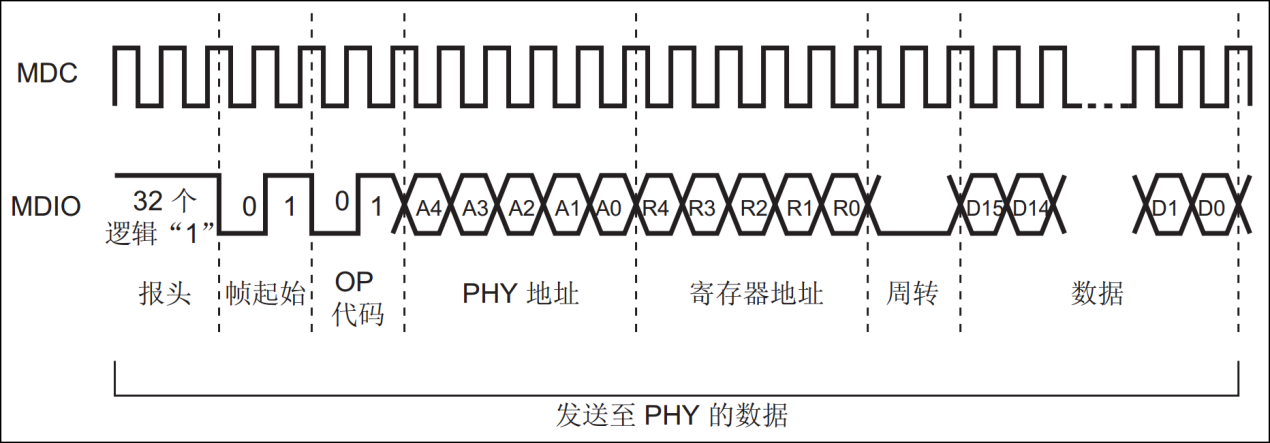 MDC
MDIO
32 个
逻辑“1”
0
1
0
1
A4
A3
A2
A1
A0
R4
R3
R2
R1
R0
D15
D14
D1
D0
报头
帧起始
OP
代码
PHY 地址
寄存器地址
周转
数据
发送至 PHY 的数据